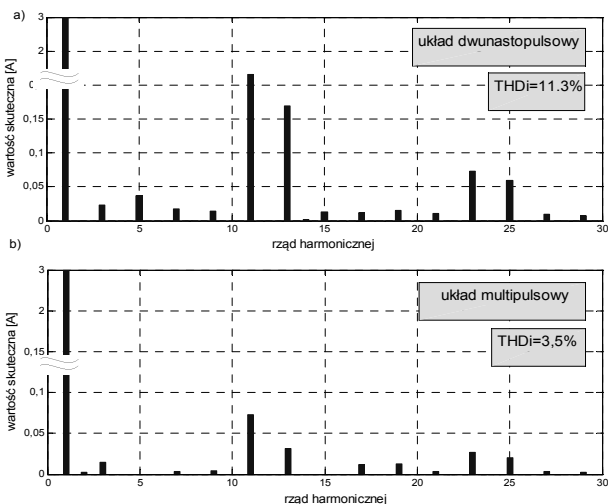 a)
wartość skuteczna [A]
3
2
0,15
0,1
0,05
0
układ dwunastopulsowy
THDi=11.3%
0 5 10 15 20 25 30
rząd harmonicznej
b)
wartość skuteczna [A]
3
2
0,15
0,1
0,05
0
układ multipulsowy
THDi=3,5%
0 5 10 15 20 25 30
rząd harmonicznej